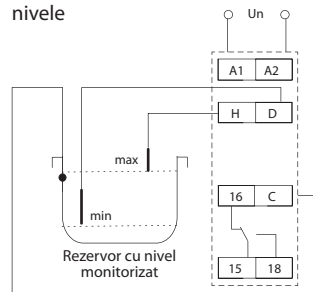 nivele
Un
A1 A2
H D
max
16 C
min
Rezervor cu nivel
monitorizat
15 18